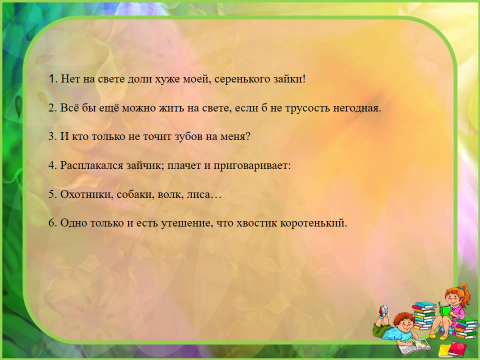 1. Нет на свете доли хуже моей, серенького зайки!
2. Всё бы ещё можно жить на свете, если б не трусость негодная.
3. И кто только не точит зубов на меня?
4. Расплакался зайчик; плачет и приговаривает:
5. Охотники, собаки, волк, лиса…
6. Одно только и есть утешение, что хвостик коротенький.